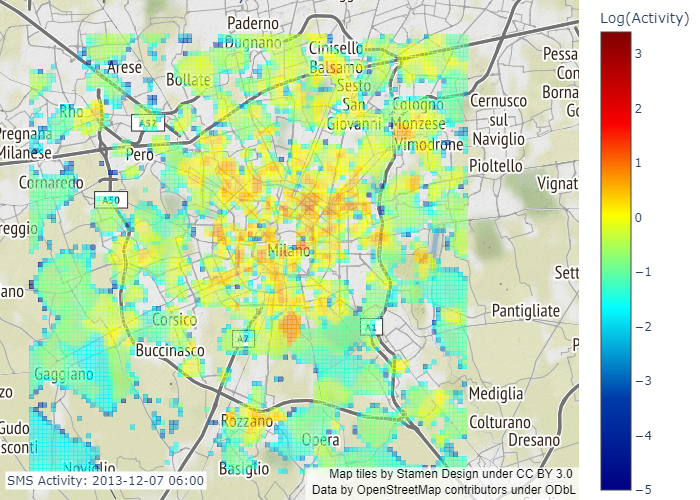 Paderno
Dugnano
Cinisello
Balsamo
Arese
Bollate
Sesto
San
Giovanni
Cologno
Monzese
Cernusco
sul
Naviglio
Pessa
Con
Borna
Go
Rho
A52
Pregnana
Milanese
Pero
Vimodrone
Pioltello
Cornaredo
A50
Vignat
reggio
Milano
Sett
ano
Pantigliate
Corsico
A7
A1
Buccinasco
P
Gaggiano
zo
Mediglia
Rozzano
Colturano
Gudo
Opera
Dresano
sconti
Noviglio
Basiglio
SMS Activity: 2013-12-07 06:00
Map tiles by Stamen Design under CC BY 3.0
Data by OpenStreetMap contributors under ODbL
Log(Activity)
3
2
1
0
−1
−2
−3
−4
−5